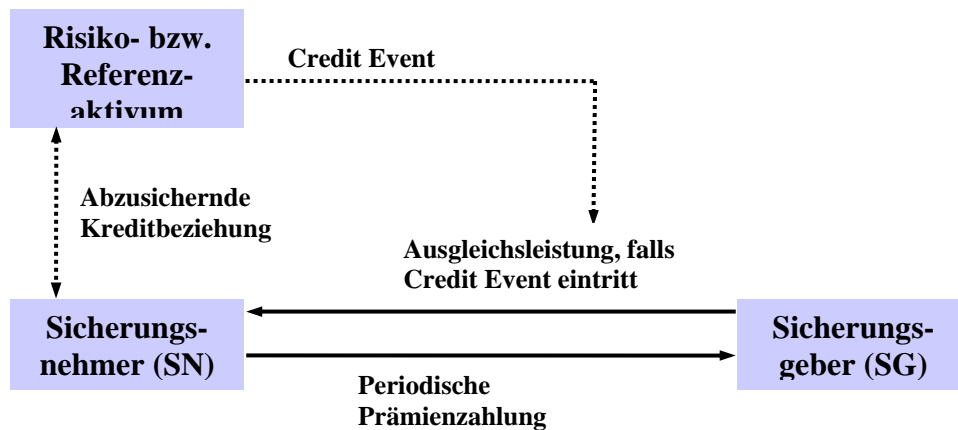 Risiko- bzw.
Referenz-
aktivum
Credit Event
Abzusichernde
Kreditbeziehung
Ausgleichsleistung, falls
Credit Event eintritt
Sicherungs-
nehmer (SN)
Sicherungs-
geber (SG)
Periodische
Prämienzahlung